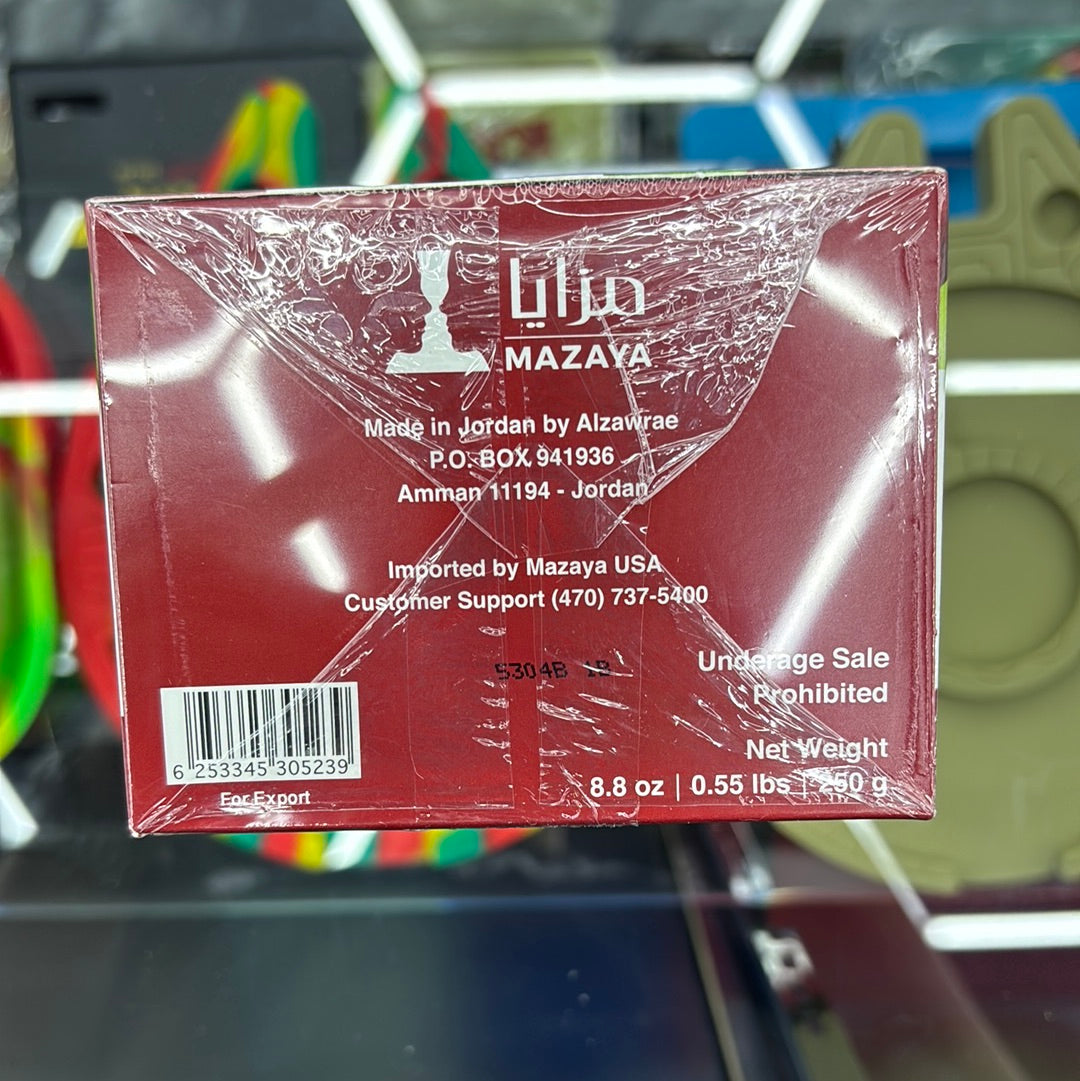 مزايا
MAZAYA
Made in Jordan by Alzawrae
P.O. BOX 941936
Amman 11194 - Jordan
Imported by Mazaya USA
Customer Support (470) 737-5400
5304B 1B
Underage Sale
Prohibited
Net Weight
8.8 oz | 0.55 lbs | 250 g
6 253345 305239
For Export